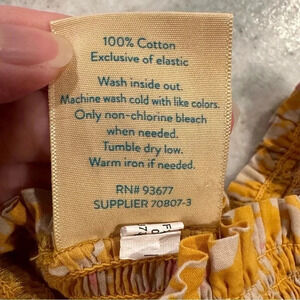 100% Cotton
Exclusive of elastic
Wash inside out.
Machine wash cold with like colors.
Only non-chlorine bleach
when needed.
Tumble dry low.
Warm iron if needed.
RN# 93677
SUPPLIER 70807-3